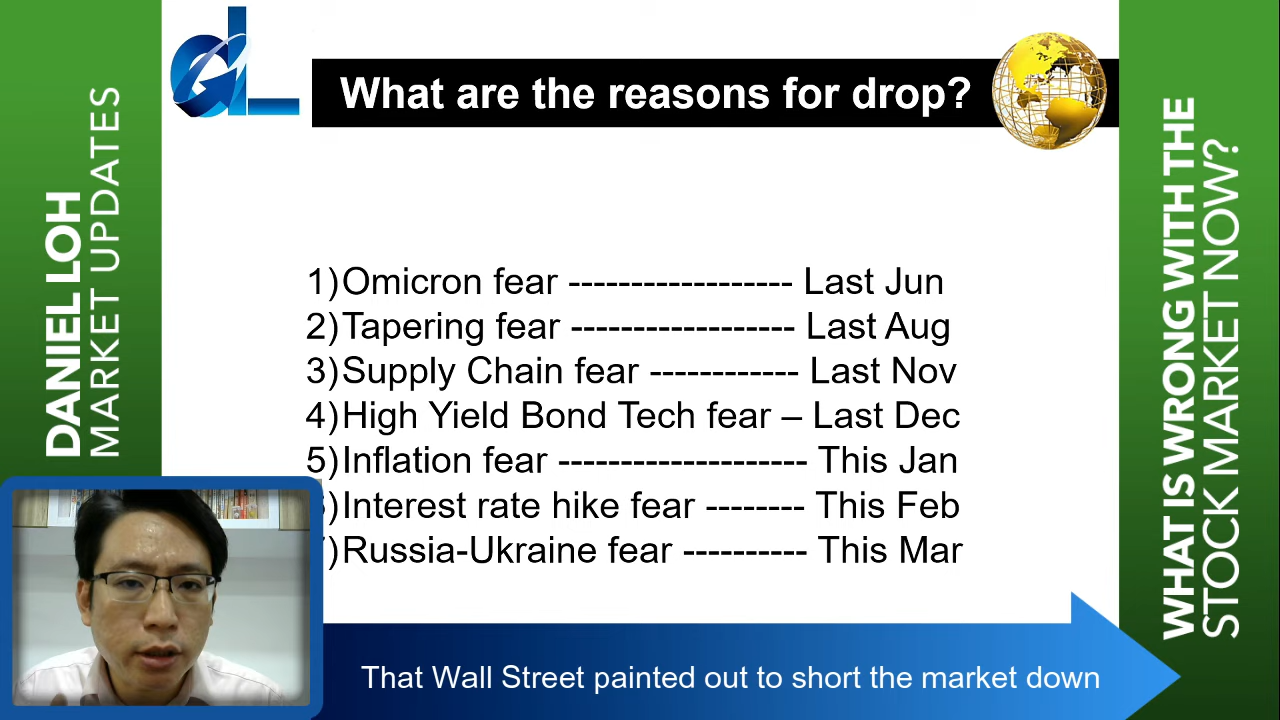 DANIEL LOH
MARKET UPDATES
dL
What are the reasons for drop?
1)Omicron fear ------------------ Last Jun
2)Tapering fear ------------------ Last Aug
3)Supply Chain fear ------------ Last Nov
4)High Yield Bond Tech fear – Last Dec
5)Inflation fear -------------------- This Jan
)Interest rate hike fear -------- This Feb
)Russia-Ukraine fear ---------- This Mar
That Wall Street painted out to short the market down
WHAT IS WRONG WITH THE
STOCK MARKET NOW?